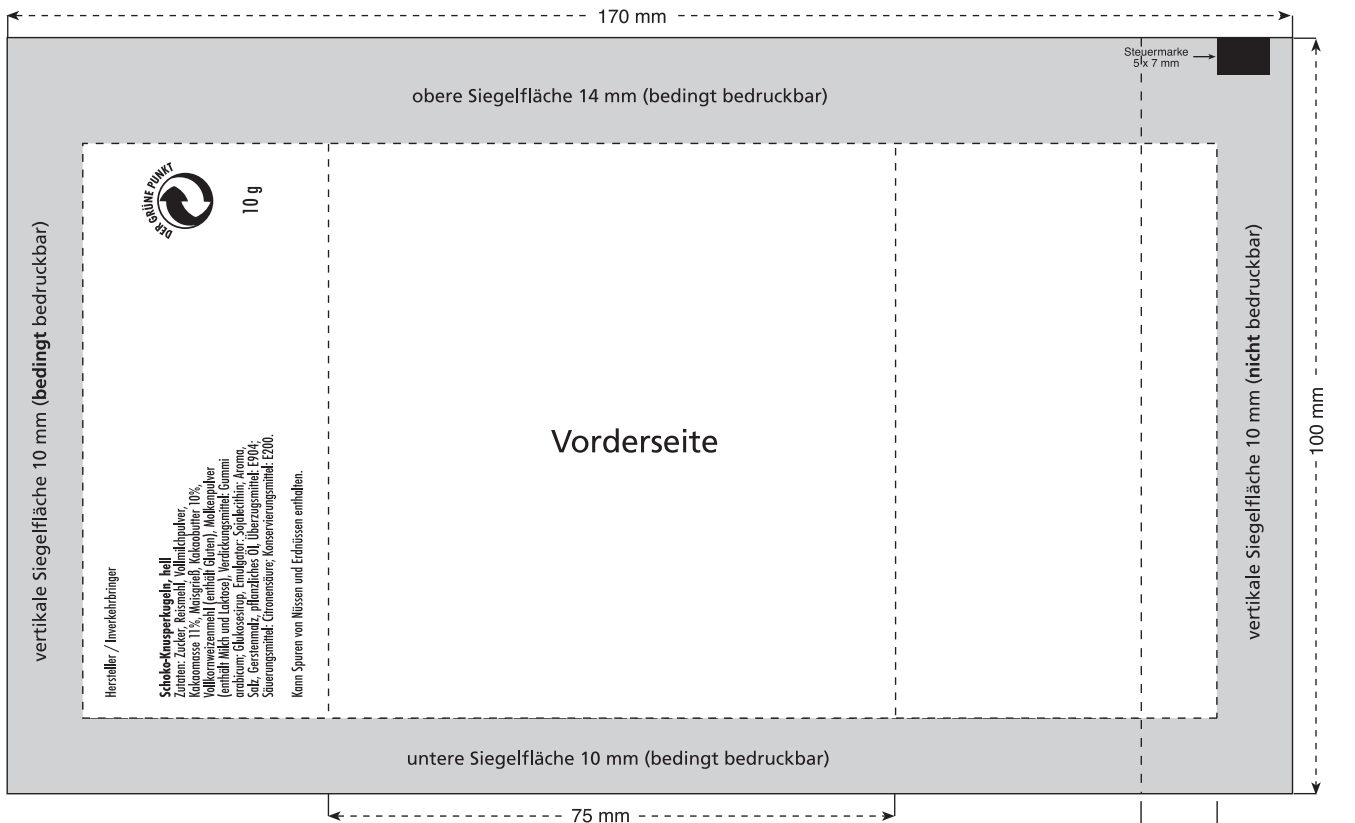 170 mm
Steuermarke
5 x 7 mm
obere Siegelfläche 14 mm (bedingt bedruckbar)
vertikale Siegelfläche 10 mm (bedingt bedruckbar)
DER GRÜNE PUNKT
10 g
Hersteller / Inverkehrbringer
Schoko-Knusperkugeln, hell
Zutaten: Zucker, Reismehl, Vollmilchpulver,
Kakaomasse 11%, Maisgrieß, Kakaobutter 10%,
Vollkornweizenmehl (enthält Gluten), Molkenpulver
(enthält Milch und Laktose), Verdickungsmittel: Gummi
arabicum; Glukosesirup, Emulgator: Sojalecithin; Aroma,
Salz, Gerstenmalz, pflanzliches Öl, Überzugsmittel: E904;
Säuerungsmittel: Citronensäure; Konservierungsmittel: E200.
Kann Spuren von Nüssen und Erdnüssen enthalten.
Vorderseite
vertikale Siegelfläche 10 mm (nicht bedruckbar)
100 mm
untere Siegelfläche 10 mm (bedingt bedruckbar)
75 mm